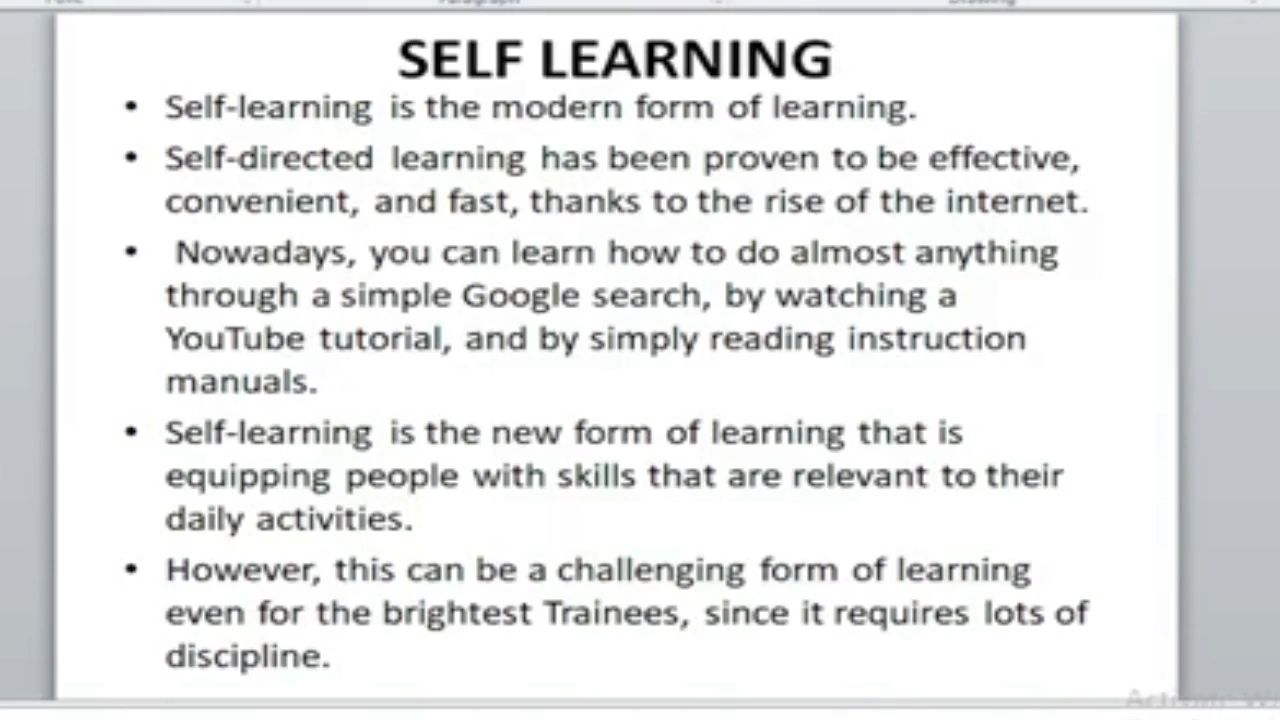 SELF LEARNING
• Self-learning is the modern form of learning.
• Self-directed learning has been proven to be effective,
convenient, and fast, thanks to the rise of the internet.
• Nowadays, you can learn how to do almost anything
through a simple Google search, by watching a
YouTube tutorial, and by simply reading instruction
manuals.
• Self-learning is the new form of learning that is
equipping people with skills that are relevant to their
daily activities.
• However, this can be a challenging form of learning
even for the brightest Trainees, since it requires lots of
discipline.
Activate